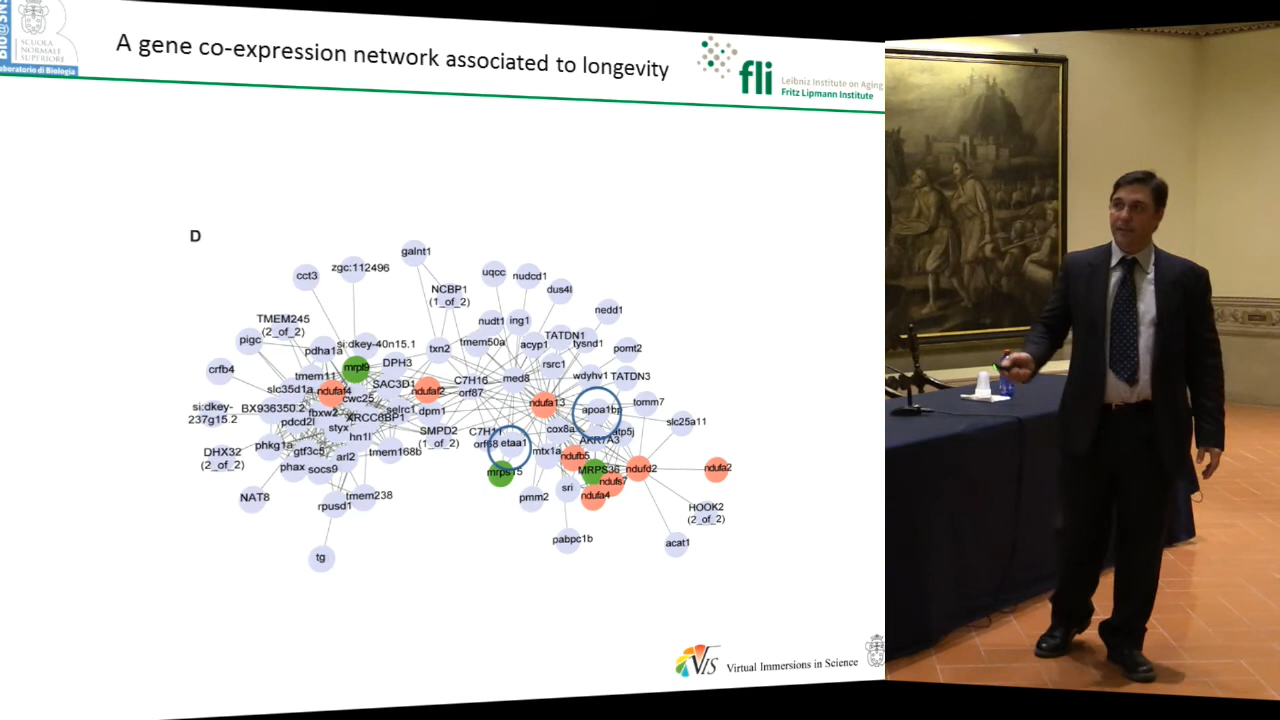 BIO@SNS
SCUOLA
NORMALE
SUPERIORE
Laboratorio di Biologia
A gene co-expression network associated to longevity
fli
Leibniz Institute on Aging
Fritz Lipmann Institute
D
galnt1
cct3
zgc:112496
uqcc
nudcd1
NCBP1
(1_of_2)
dus4l
nedd1
TMEM245
(2_of_2)
nudt1
ing1
pigc
si:dkey-40n15.1
pdha1a
txn2
tmem50a
acyp1
TATDN1
lysnd1
pomt2
crfb4
mrpl9
DPH3
rsrc1
tmem11
SAC3D1
C7H16
orf87
med8
wdyhv1
TATDN3
slc35d1a
ndufaf4
cwc25
ndufaf2
ndufa13
tomm7
si:dkey-
237g15.2
BX936350.2
fbxw2
selrc1
dpm1
apoa1bp
pdcd2l
XRCC6BP1
slc25a11
styx
hn1l
SMPD2
(1_of_2)
C7H11
orf68
etaa1
cox8a
atp5j
AKR7A3
DHX32
(2_of_2)
phkg1a
gtf3c5
arl2
tmem168b
mtx1a
ndufb5
phax
socs9
mrps15
MRPS36
ndufd2
ndufa2
ndufs7
sri
ndufa4
NAT8
tmem238
rpusd1
pmm2
HOOK2
(2_of_2)
pabpc1b
acat1
tg
VIS
Virtual Immersions in Science